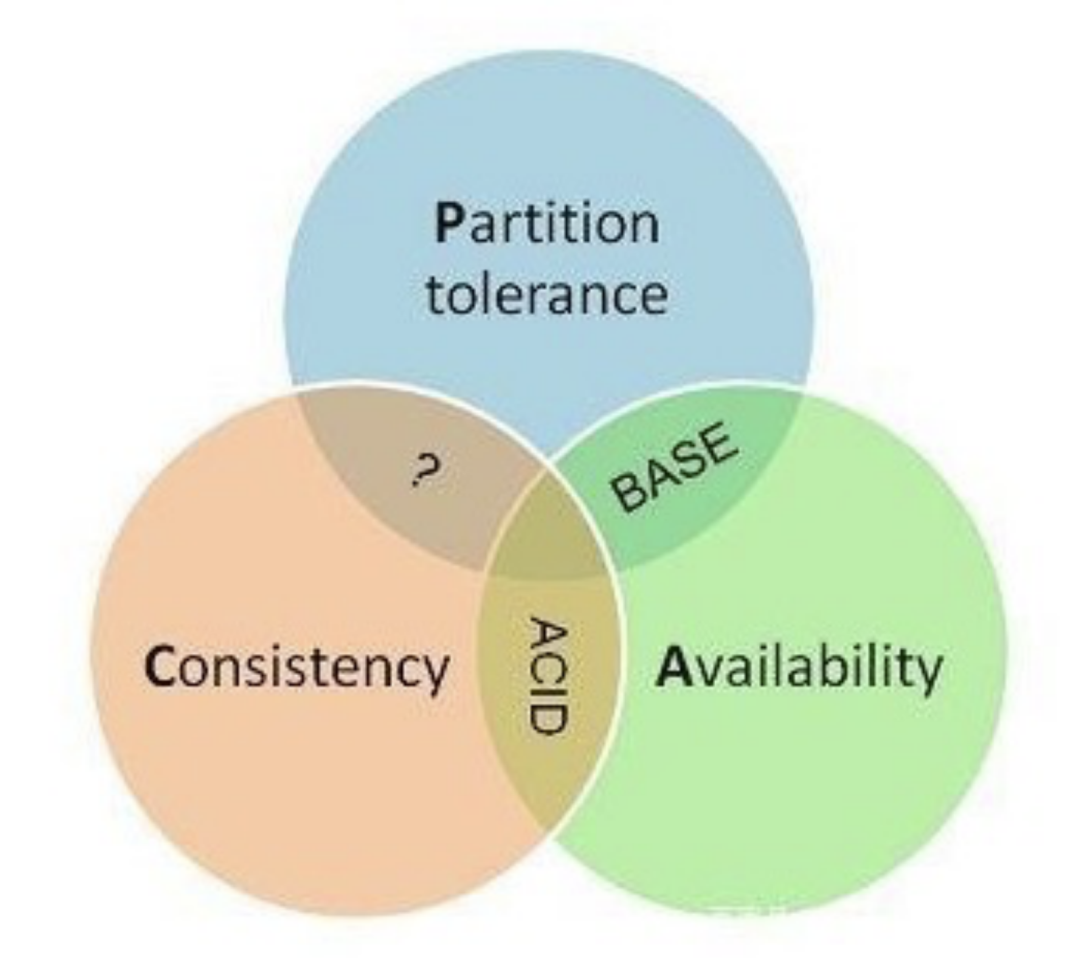 Partition
tolerance
?
BASE
Consistency
ACID
Availability